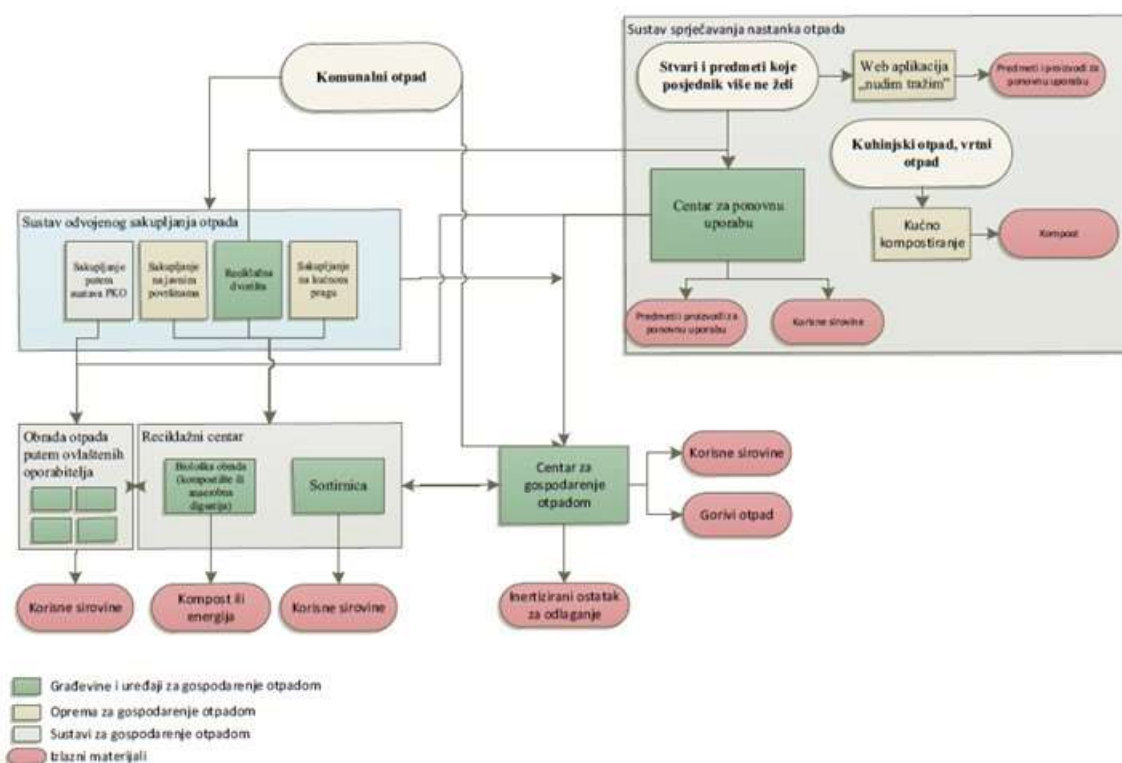 Sustav sprječavanja nastanka otpada
Komunalni otpad
Stvari i predmeti koje
posjednik više ne želi
Web aplikacija
„nudim tražim”
Predmeti i proizvodi za
ponovnu uporabu
Kuhinjski otpad, vrtni
otpad
Centar za ponovnu
uporabu
Kućno
kompostiranje
Kompost
Predmeti i proizvodi za
ponovnu uporabu
Korisne sirovine
Sustav odvojenog sakupljanja otpada
Sakupljanje
putem
sustava PKO
Sakupljanje
na javnim
površinama
Reciklažna
dvorišta
Sakupljanje
na kućnom
pragu
Obrada otpada
putem ovlaštenih
oporabitelja
Reciklažni centar
Biološka obrada
(kompostište ili
anaerobna
digestija)
Sortirnica
Centar za
gospodarenje
otpadom
Korisne sirovine
Gorivi otpad
Korisne sirovine
Kompost ili
energija
Korisne sirovine
Inertizirani ostatak
za odlaganje
Građevine i uređaji za gospodarenje otpadom
Oprema za gospodarenje otpadom
Sustavi za gospodarenje otpadom
Izlazni materijali